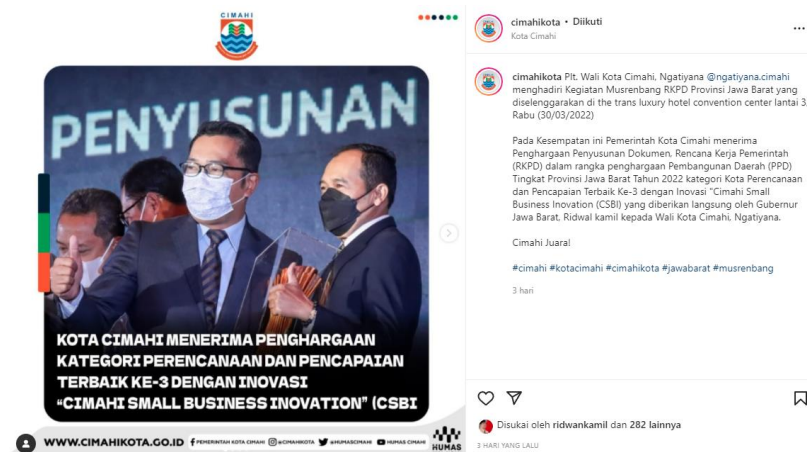 CIMAHI
PENYUSUNAN
KOTA CIMAHI MENERIMA PENGHARGAAN
KATEGORI PERENCANAAN DAN PENCAPAIAN
TERBAIK KE-3 DENGAN INOVASI
“CIMAHI SMALL BUSINESS INOVATION” (CSBI
WWW.CIMAHIKOTA.GO.ID PEMERINTAH KOTA CIMAHI @CIMAHIKOTA @HUMASCIMAHI HUMAS CIMAHI HUMAS
cimahikota • Diikuti
Kota Cimahi
cimahikota Plt. Wali Kota Cimahi, Ngatiyana @ngatiyana.cimahi
menghadiri Kegiatan Musrenbang RKPD Provinsi Jawa Barat yang
diselenggarakan di the trans luxury hotel convention center lantai 3,
Rabu (30/03/2022)
Pada Kesempatan ini Pemerintah Kota Cimahi menerima
Penghargaan Penyusunan Dokumen, Rencana Kerja Pemerintah
(RKPD) dalam rangka penghargaan Pembangunan Daerah (PPD)
Tingkat Provinsi Jawa Barat Tahun 2022 kategori Kota Perencanaan
dan Pencapaian Terbaik Ke-3 dengan Inovasi "Cimahi Small
Business Inovation (CSBI) yang diberikan langsung oleh Gubernur
Jawa Barat, Ridwal kamil kepada Wali Kota Cimahi, Ngatiyana.
Cimahi Juara!
#cimahi #kotacimahi #cimahikota #jawabarat #musrenbang
3 hari
Disukai oleh ridwankamil dan 282 lainnya
3 HARI YANG LALU